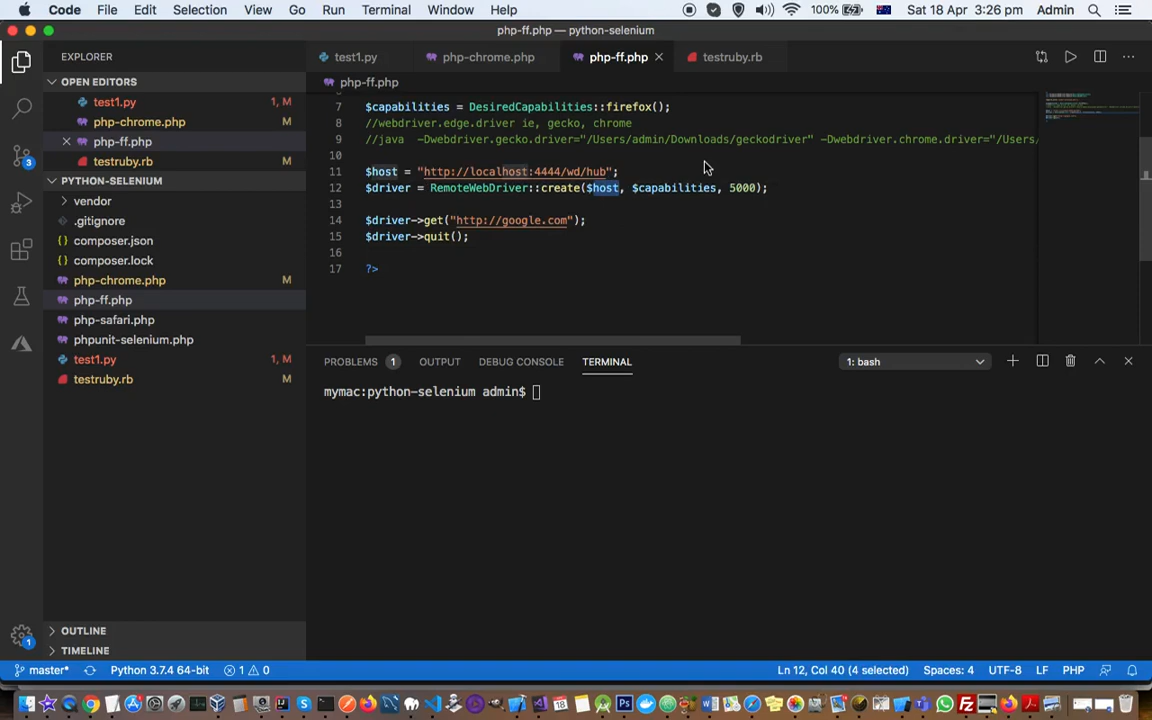 Code File Edit Selection View Go Run Terminal Window Help 100% Sat 18 Apr 3:26 pm Admin
php-ff.php — python-selenium
EXPLORER
test1.py php-chrome.php php-ff.php testruby.rb
OPEN EDITORS
php-ff.php
test1.py 1, M
php-chrome.php M
php-ff.php
testruby.rb M
PYTHON-SELENIUM
vendor
.gitignore
composer.json
composer.lock
php-chrome.php M
php-ff.php
php-safari.php
phpunit-selenium.php
test1.py 1, M
testruby.rb M
OUTLINE
TIMELINE
3
1
7 $capabilities = DesiredCapabilities::firefox();
8 //webdriver.edge.driver ie, gecko, chrome
9 //java -Dwebdriver.gecko.driver="/Users/admin/Downloads/geckodriver" -Dwebdriver.chrome.driver="/Users/
10
11 $host = "http://localhost:4444/wd/hub";
12 $driver = RemoteWebDriver::create($host, $capabilities, 5000);
13
14 $driver->get("http://google.com");
15 $driver->quit();
16
17 ?>
PROBLEMS 1 OUTPUT DEBUG CONSOLE TERMINAL 1: bash
mymac:python-selenium admin$
master* Python 3.7.4 64-bit 1 0 Ln 12, Col 40 (4 selected) Spaces: 4 UTF-8 LF PHP